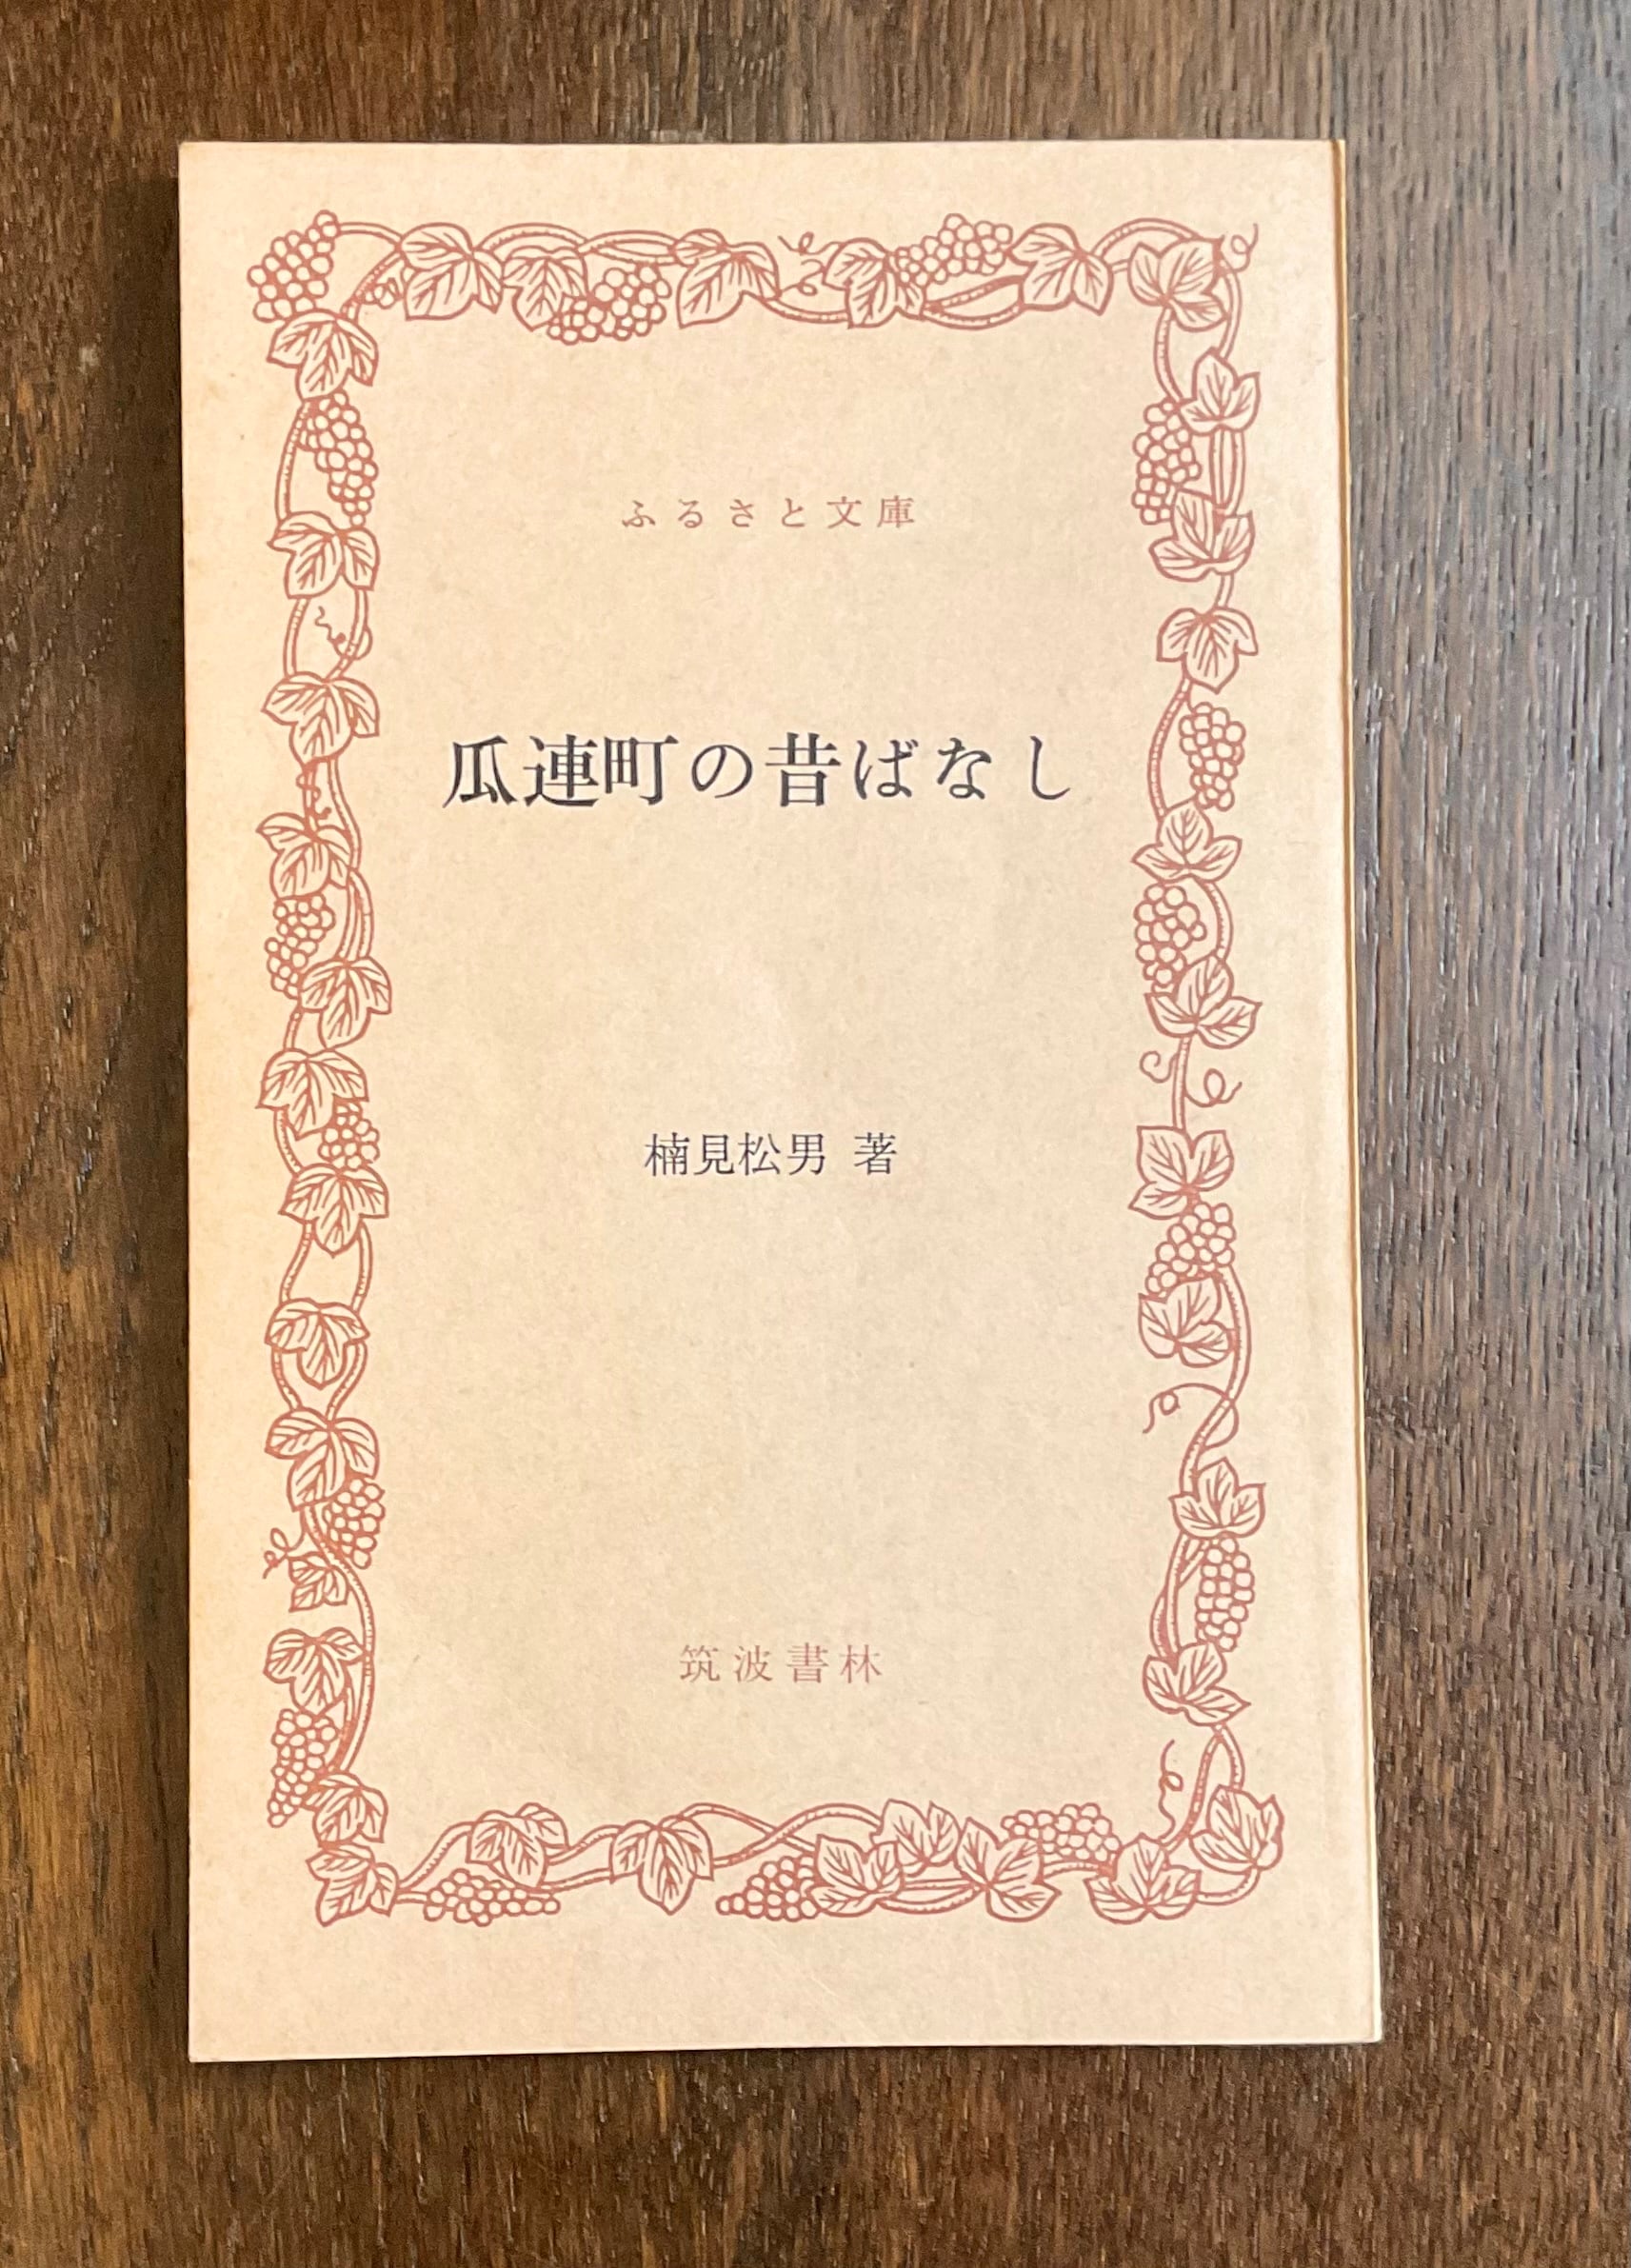 ふるさと文庫
瓜連町の昔ばなし
楠見松男 著
筑波書林